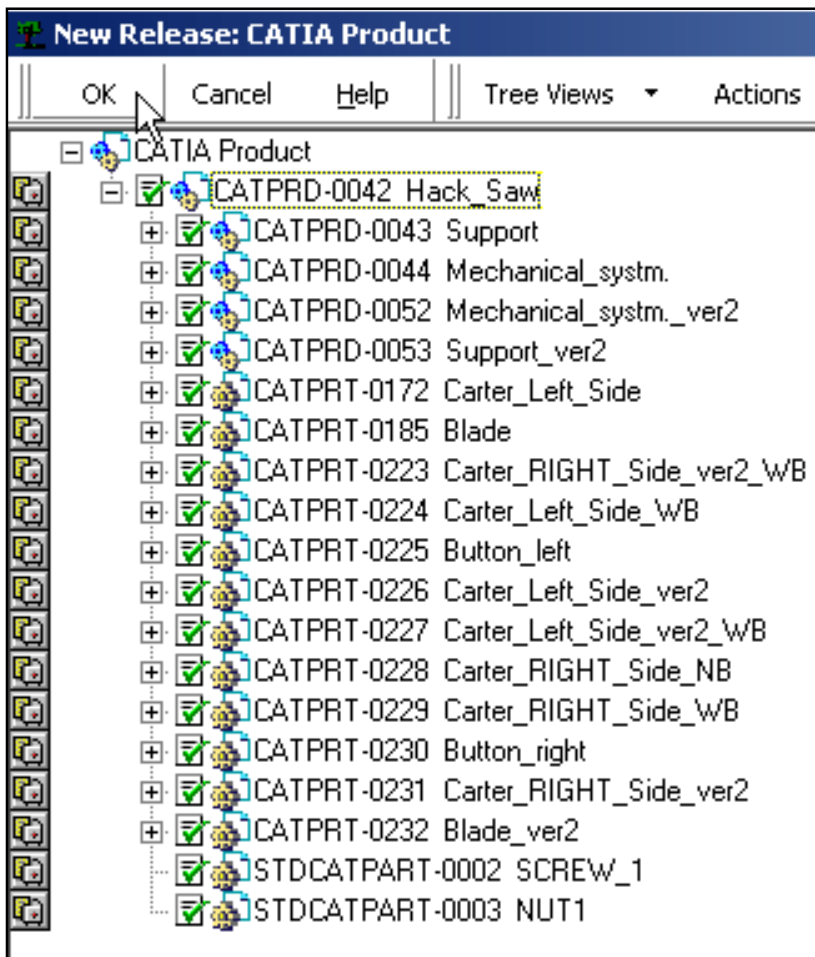 New Release: CATIA Product
OK Cancel Help Tree Views Actions
CATIA Product
CATPRD-0042 Hack_Saw
CATPRD-0043 Support
CATPRD-0044 Mechanical_systm.
CATPRD-0052 Mechanical_systm._ver2
CATPRD-0053 Support_ver2
CATPRT-0172 Carter_Left_Side
CATPRT-0185 Blade
CATPRT-0223 Carter_RIGHT_Side_ver2_WB
CATPRT-0224 Carter_Left_Side_WB
CATPRT-0225 Button_left
CATPRT-0226 Carter_Left_Side_ver2
CATPRT-0227 Carter_Left_Side_ver2_WB
CATPRT-0228 Carter_RIGHT_Side_NB
CATPRT-0229 Carter_RIGHT_Side_WB
CATPRT-0230 Button_right
CATPRT-0231 Carter_RIGHT_Side_ver2
CATPRT-0232 Blade_ver2
STDCATPART-0002 SCREW_1
STDCATPART-0003 NUT1